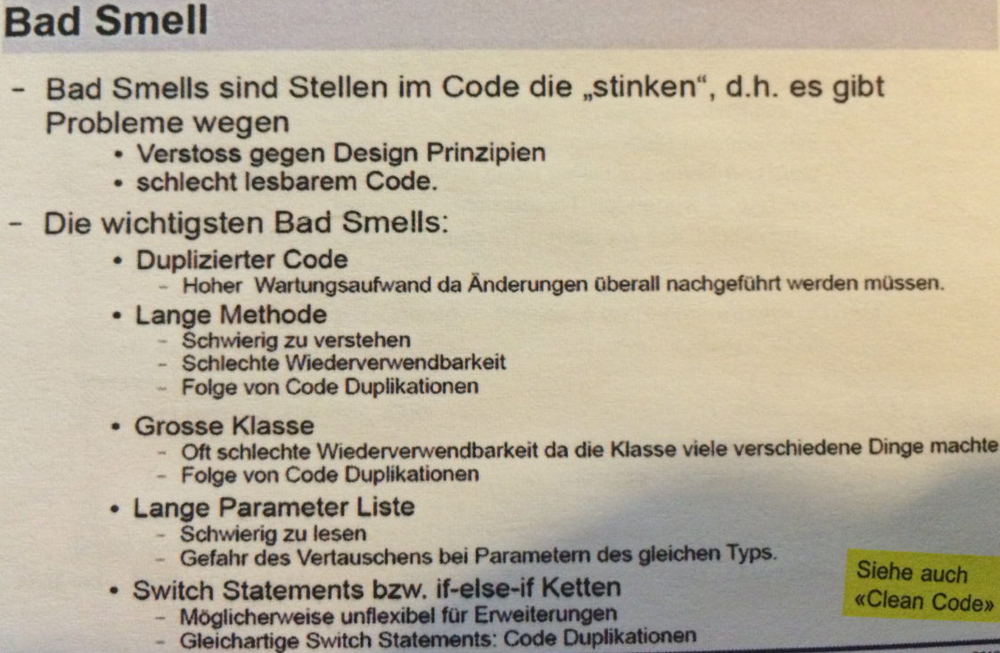 Bad Smell
- Bad Smells sind Stellen im Code die „stinken“, d.h. es gibt
Probleme wegen
• Verstoss gegen Design Prinzipien
• schlecht lesbarem Code.
- Die wichtigsten Bad Smells:
• Duplizierter Code
- Hoher Wartungsaufwand da Änderungen überall nachgeführt werden müssen.
• Lange Methode
- Schwierig zu verstehen
- Schlechte Wiederverwendbarkeit
- Folge von Code Duplikationen
• Grosse Klasse
- Oft schlechte Wiederverwendbarkeit da die Klasse viele verschiedene Dinge machte
- Folge von Code Duplikationen
• Lange Parameter Liste
- Schwierig zu lesen
- Gefahr des Vertauschens bei Parametern des gleichen Typs.
• Switch Statements bzw. if-else-if Ketten
- Möglicherweise unflexibel für Erweiterungen
- Gleichartige Switch Statements: Code Duplikationen
Siehe auch
«Clean Code»